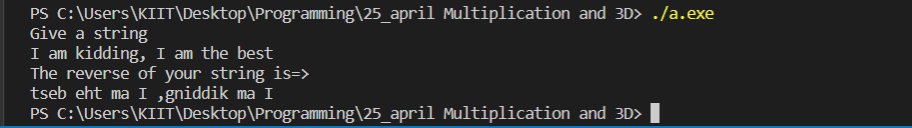 PS C:\Users\KIIT\Desktop\Programming\25_april Multiplication and 3D> ./a.exe
Give a string
I am kidding, I am the best
The reverse of your string is=>
tseb eht ma I ,gniddik ma I
PS C:\Users\KIIT\Desktop\Programming\25_april Multiplication and 3D>